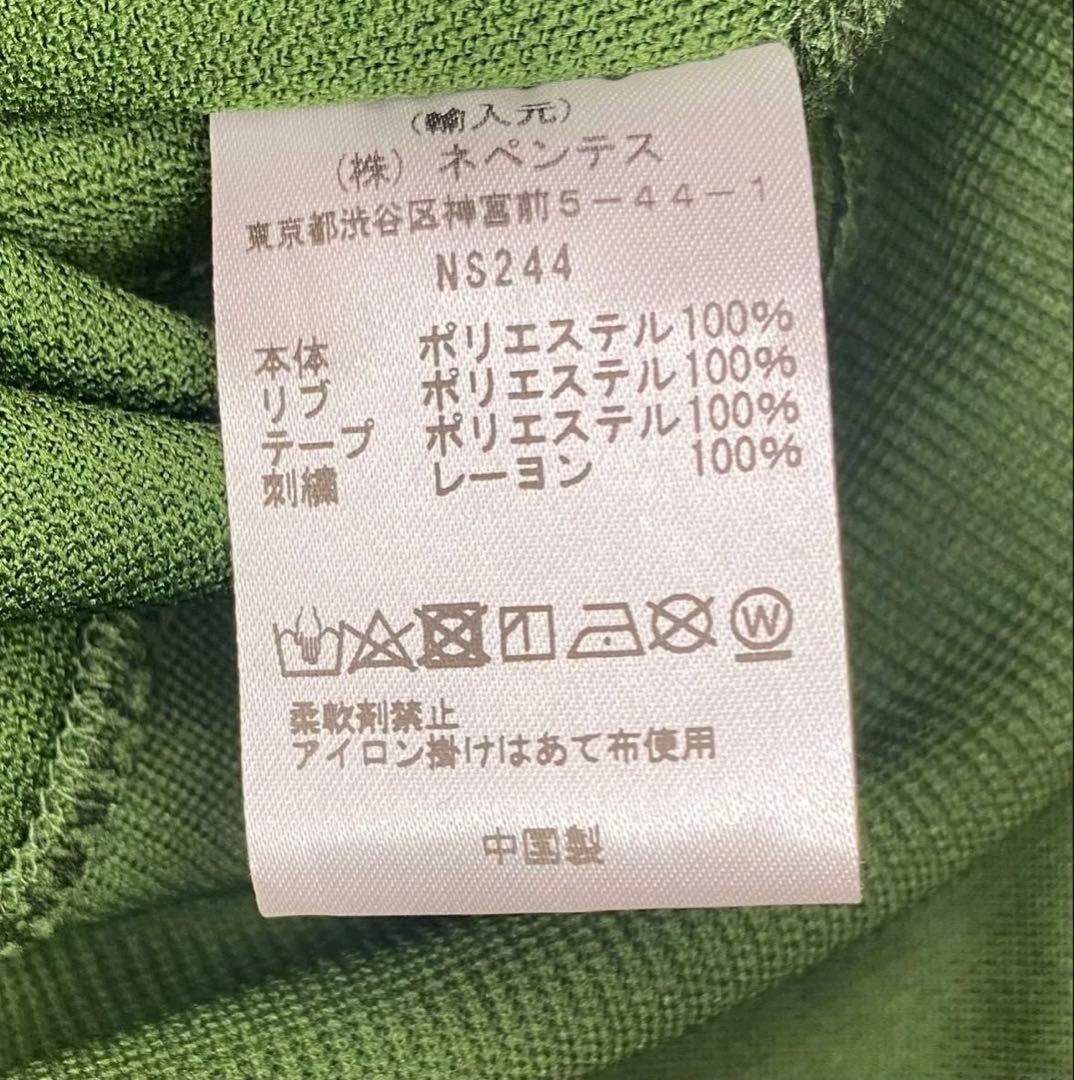 (輸入元)
(株) ネペンテス
東京都渋谷区神宮前5-44-1
NS244
本体 ポリエステル100%
リブ ポリエステル100%
テープ ポリエステル100%
刺繍 レーヨン 100%
W
柔軟剤禁止
アイロン掛けはあて布使用
中国製